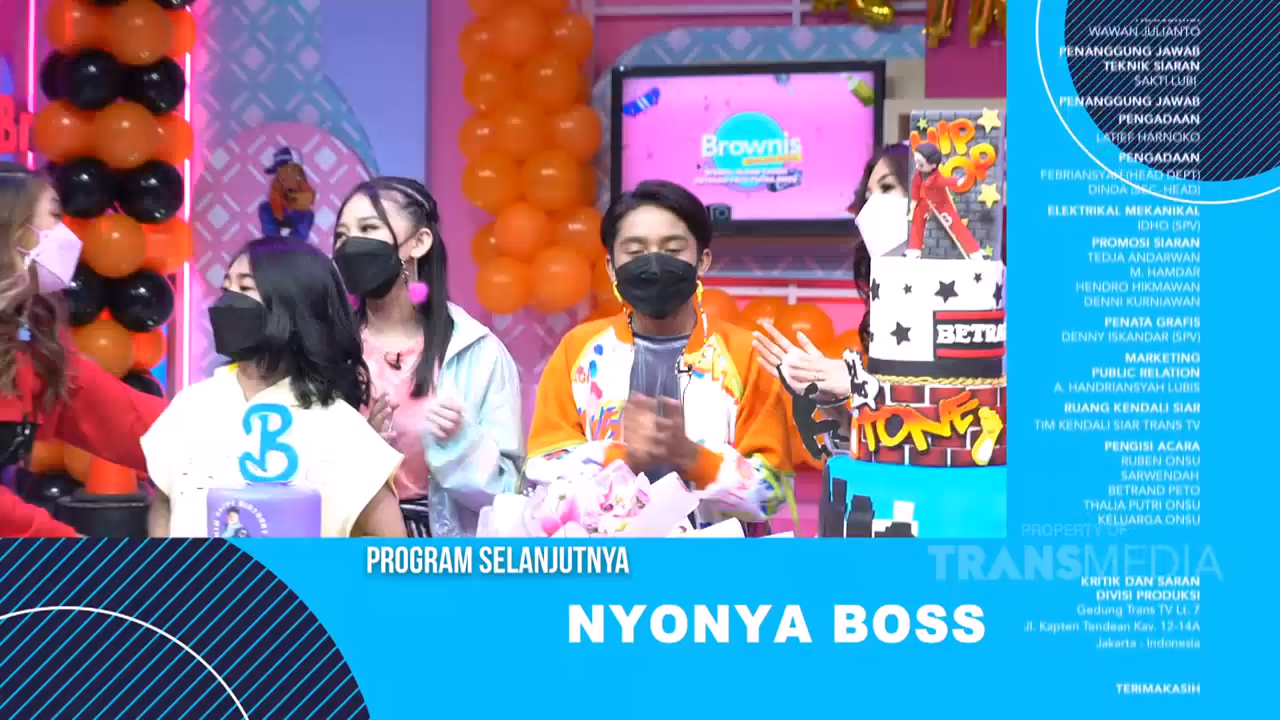 Brownis
HIP
HOP
BETRA
TONE
B
WAWAN JULIANTO
PENANGGUNG JAWAB
TEKNIK SIARAN
SAKTI LUBI
PENANGGUNG JAWAB
PENGADAAN
LATIEF HARNOKO
PENGADAAN
FEBRIANSYAH (HEAD DEPT)
DINDA (SEC. HEAD)
ELEKTRIKAL MEKANIKAL
IDHO (SPV)
PROMOSI SIARAN
TEDJA ANDARWAN
M. HAMDAR
HENDRO HIKMAWAN
DENNI KURNIAWAN
PENATA GRAFIS
DENNY ISKANDAR (SPV)
MARKETING
PUBLIC RELATION
A. HANDRIANSYAH LUBIS
RUANG KENDALI SIAR
TIM KENDALI SIAR TRANS TV
PENGISI ACARA
RUBEN ONSU
SARWENDAH
BETRAND PETO
THALIA PUTRI ONSU
KELUARGA ONSU
PROPERTY OF
TRANSMEDIA
KRITIK DAN SARAN
DIVISI PRODUKSI
Gedung Trans TV Lt. 7
Jl. Kapten Tendean Kav. 12-14A
Jakarta - Indonesia
TERIMAKASIH
PROGRAM SELANJUTNYA
NYONYA BOSS